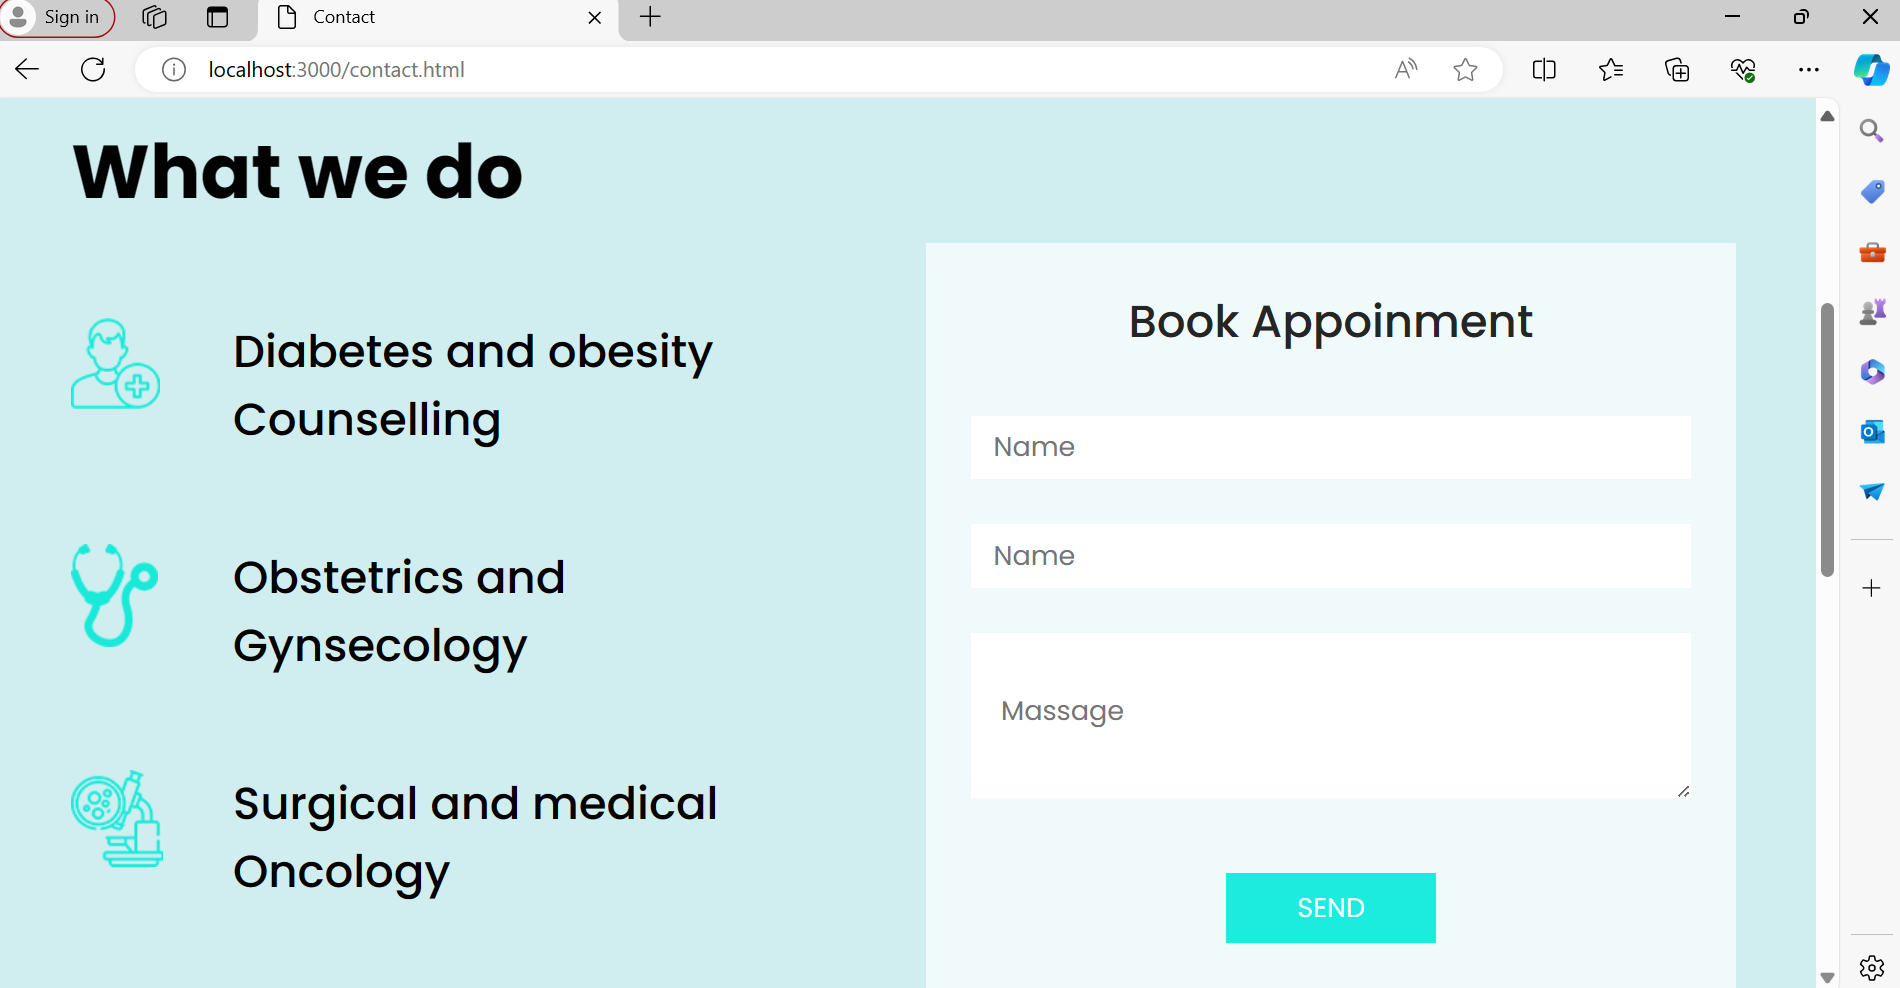 Sign in
Contact
localhost:3000/contact.html
What we do
Diabetes and obesity
Counselling
Obstetrics and
Gynsecology
Surgical and medical
Oncology
Book Appoinment
Name
Name
Massage
SEND